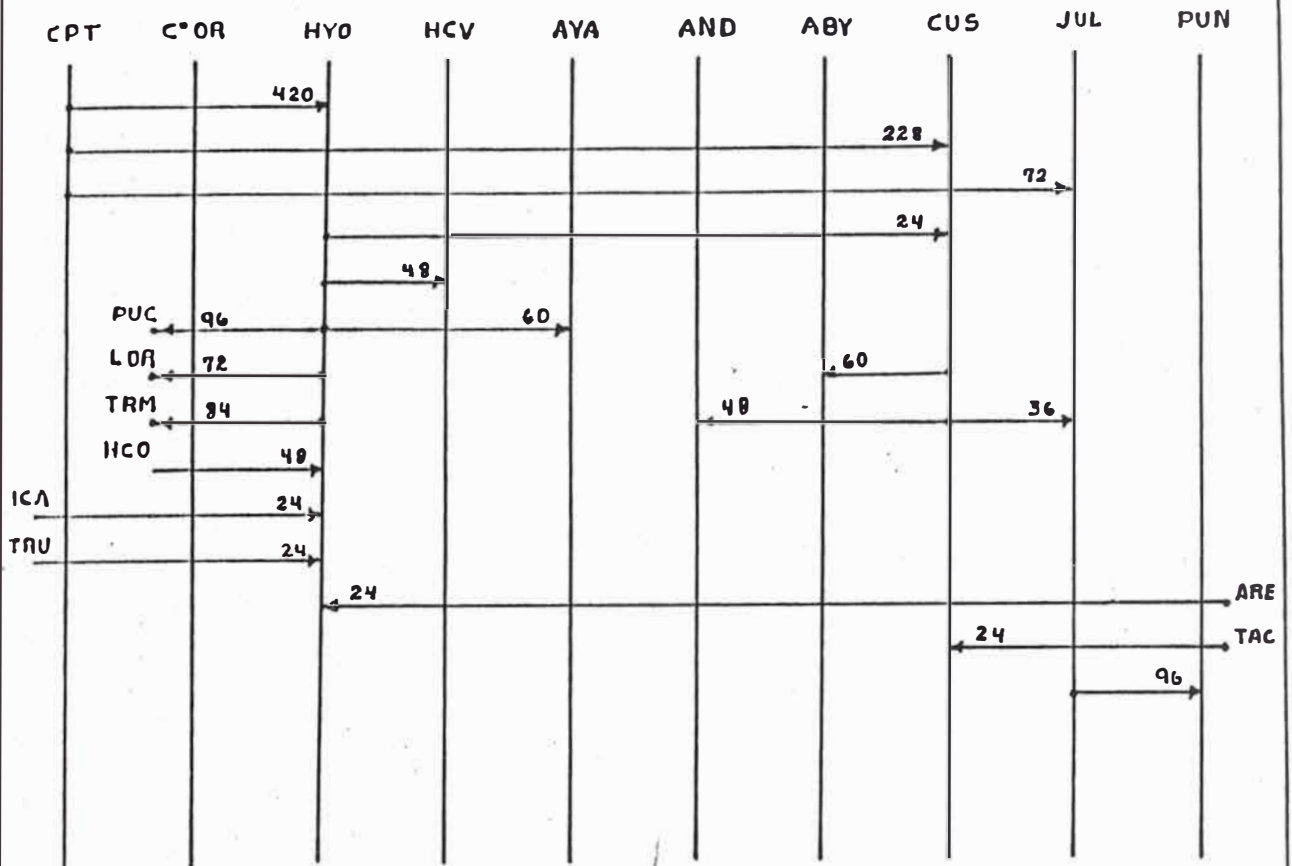 CPT C°OR HYO HCV AYA AND ABY CUS JUL PUN
420
228
72
24
48
PUC 96 60
LOR 72 60
TRM 84 48 36
HCO 48
ICA 24
TRU 24
24 ARE
24 TAC
96